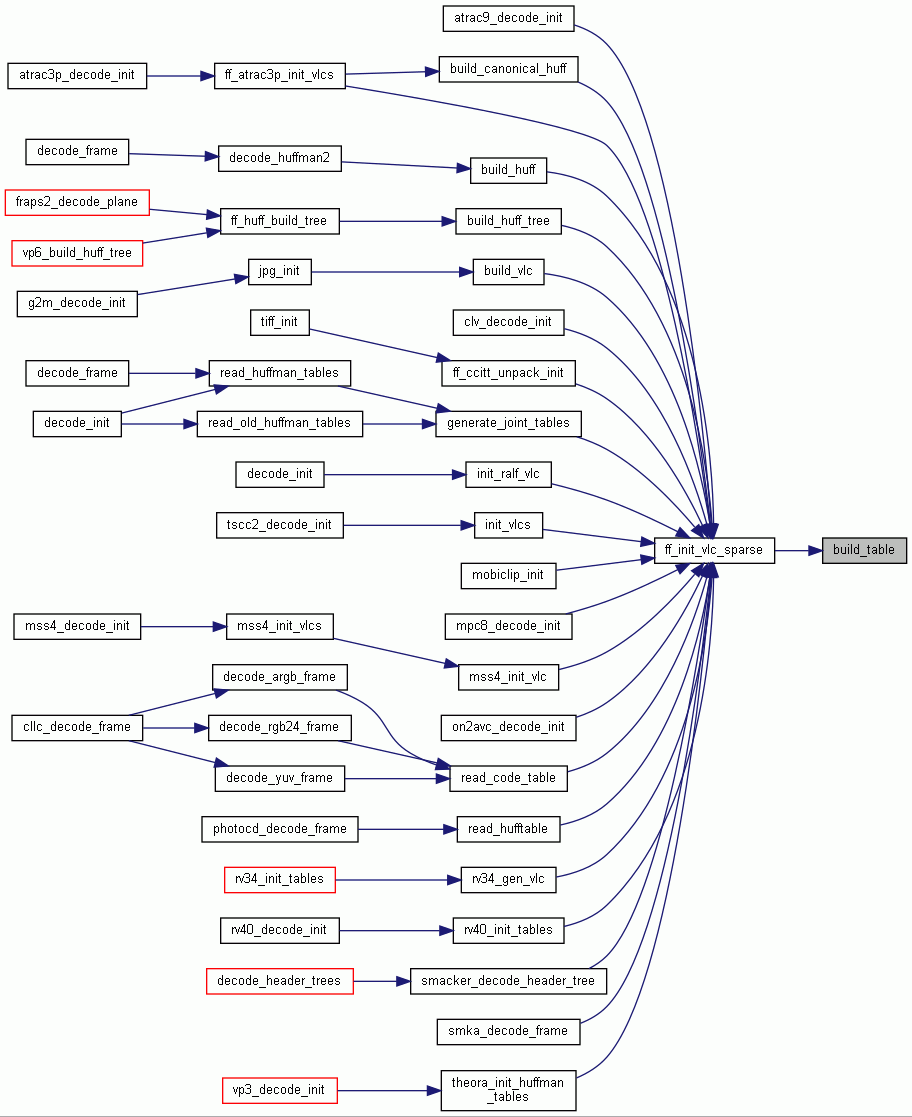 atrac9_decode_init
build_canonical_huff
atrac3p_decode_init
ff_atrac3p_init_vlcs
decode_frame
decode_huffman2
build_huff
fraps2_decode_plane
ff_huff_build_tree
build_huff_tree
vp6_build_huff_tree
jpg_init
build_vlc
g2m_decode_init
tiff_init
clv_decode_init
decode_frame
read_huffman_tables
ff_ccitt_unpack_init
decode_init
read_old_huffman_tables
generate_joint_tables
decode_init
init_ralf_vlc
tscc2_decode_init
init_vlcs
ff_init_vlc_sparse
build_table
mobiclip_init
mss4_decode_init
mss4_init_vlcs
mpc8_decode_init
decode_argb_frame
mss4_init_vlc
cllc_decode_frame
decode_rgb24_frame
on2avc_decode_init
decode_yuv_frame
read_code_table
photocd_decode_frame
read_hufftable
rv34_init_tables
rv34_gen_vlc
rv40_decode_init
rv40_init_tables
decode_header_trees
smacker_decode_header_tree
smka_decode_frame
vp3_decode_init
theora_init_huffman
_tables